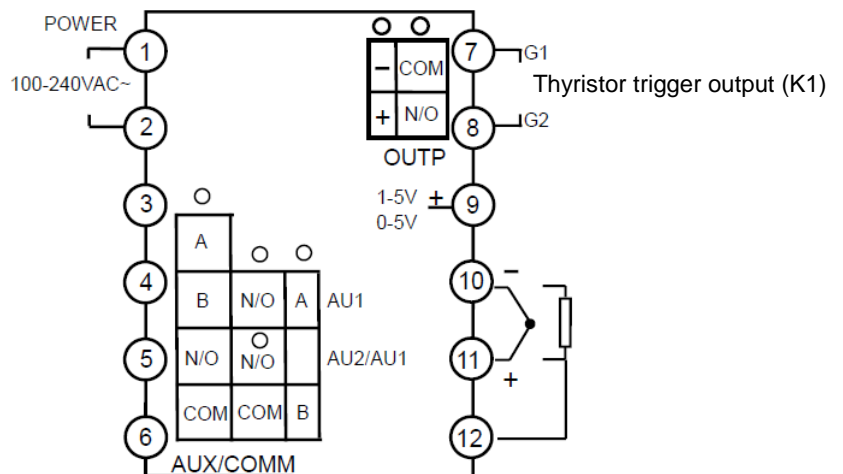 POWER
1
100-240VAC~
2
3
4
5
6
A
B N/O A AU1
N/O N/O AU2/AU1
COM COM B
AUX/COMM
− COM
+ N/O
OUTP
7 G1
Thyristor trigger output (K1)
8 G2
1-5V +
0-5V
9
10 −
11
+
12